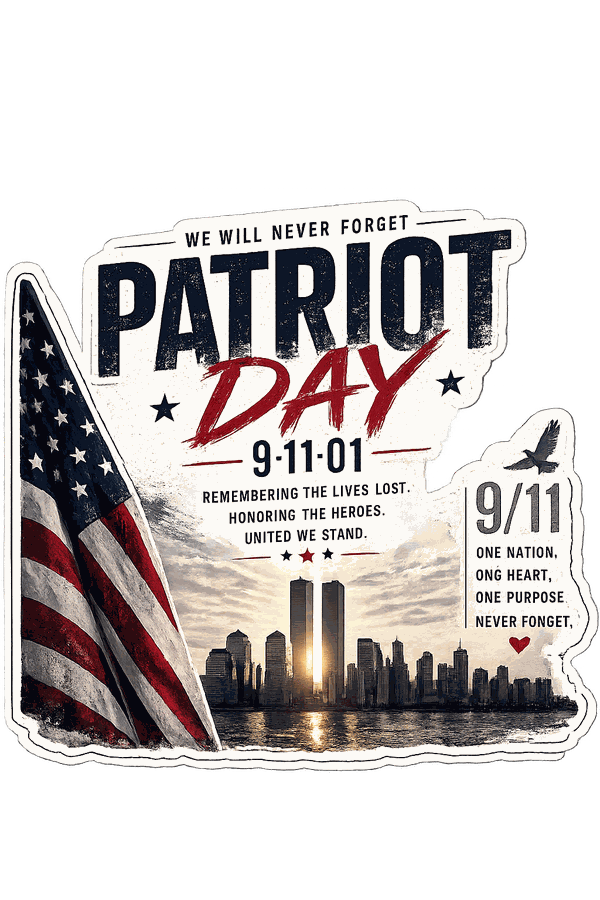 WE WILL NEVER FORGET
PATRIOT
DAY
9-11-01
REMEMBERING THE LIVES LOST.
HONORING THE HEROES.
UNITED WE STAND.
9/11
ONE NATION,
ONG HEART,
ONE PURPOSE
NEVER FORGET,